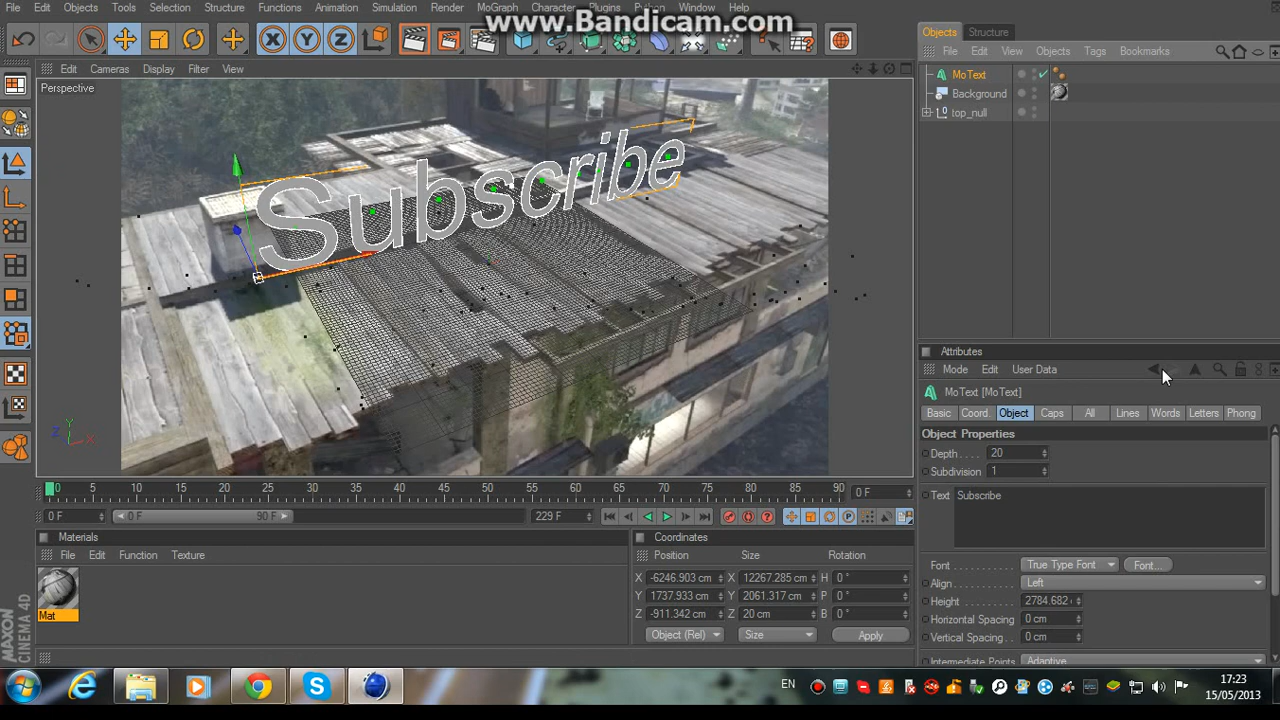 www.Bandicam.com
File Edit Objects Tools Selection Structure Functions Animation Simulation Render MoGraph Character Plugins Python Window Help
Objects Structure
File Edit View Objects Tags Bookmarks
Edit Cameras Display Filter View
MoText
Background
top_null
Perspective
Subscribe
X Y Z
Attributes
Mode Edit User Data
MoText [MoText]
Basic Coord. Object Caps All Lines Words Letters Phong
Object Properties
Depth . . . . 20
Subdivision 1
Text Subscribe
Font . . . . . . . . . . . True Type Font Font...
Align . . . . . . . . . . . Left
Height . . . . . . . . . 2784.682
Horizontal Spacing 0 cm
Vertical Spacing . . 0 cm
Intermediate Points Adaptive
0 5 10 15 20 25 30 35 40 45 50 55 60 65 70 75 80 85 90 0 F
0 F 0 F 90 F 229 F
Materials
File Edit Function Texture
Mat
Coordinates
Position Size Rotation
X -6246.903 cm X 12267.285 cm H 0 °
Y 1737.933 cm Y 2061.317 cm P 0 °
Z -911.342 cm Z 20 cm B 0 °
Object (Rel) Size Apply
MAXON
CINEMA 4D
EN
17:23
15/05/2013